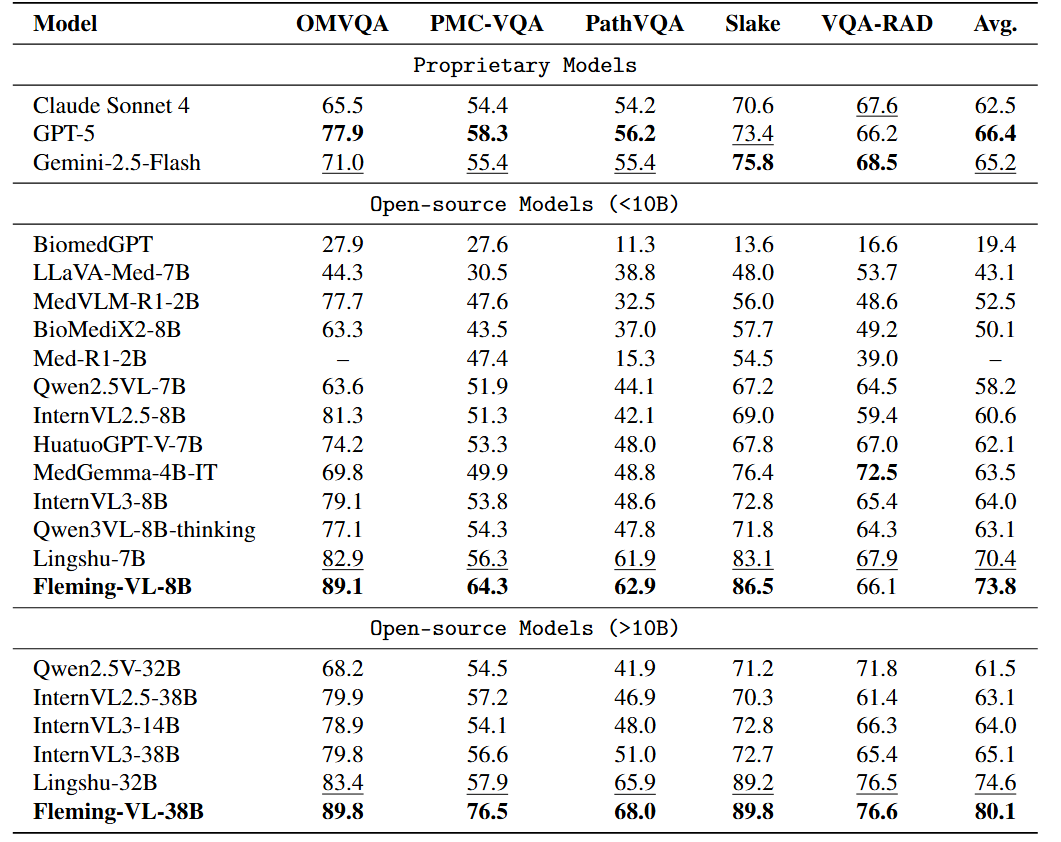 Model OMVQA PMC-VQA PathVQA Slake VQA-RAD Avg.
Proprietary Models
Claude Sonnet 4 65.5 54.4 54.2 70.6 67.6 62.5
GPT-5 77.9 58.3 56.2 73.4 66.2 66.4
Gemini-2.5-Flash 71.0 55.4 55.4 75.8 68.5 65.2
Open-source Models (<10B)
BiomedGPT 27.9 27.6 11.3 13.6 16.6 19.4
LLaVA-Med-7B 44.3 30.5 38.8 48.0 53.7 43.1
MedVLM-R1-2B 77.7 47.6 32.5 56.0 48.6 52.5
BioMediX2-8B 63.3 43.5 37.0 57.7 49.2 50.1
Med-R1-2B – 47.4 15.3 54.5 39.0 –
Qwen2.5VL-7B 63.6 51.9 44.1 67.2 64.5 58.2
InternVL2.5-8B 81.3 51.3 42.1 69.0 59.4 60.6
HuatuoGPT-V-7B 74.2 53.3 48.0 67.8 67.0 62.1
MedGemma-4B-IT 69.8 49.9 48.8 76.4 72.5 63.5
InternVL3-8B 79.1 53.8 48.6 72.8 65.4 64.0
Qwen3VL-8B-thinking 77.1 54.3 47.8 71.8 64.3 63.1
Lingshu-7B 82.9 56.3 61.9 83.1 67.9 70.4
Fleming-VL-8B 89.1 64.3 62.9 86.5 66.1 73.8
Open-source Models (>10B)
Qwen2.5V-32B 68.2 54.5 41.9 71.2 71.8 61.5
InternVL2.5-38B 79.9 57.2 46.9 70.3 61.4 63.1
InternVL3-14B 78.9 54.1 48.0 72.8 66.3 64.0
InternVL3-38B 79.8 56.6 51.0 72.7 65.4 65.1
Lingshu-32B 83.4 57.9 65.9 89.2 76.5 74.6
Fleming-VL-38B 89.8 76.5 68.0 89.8 76.6 80.1